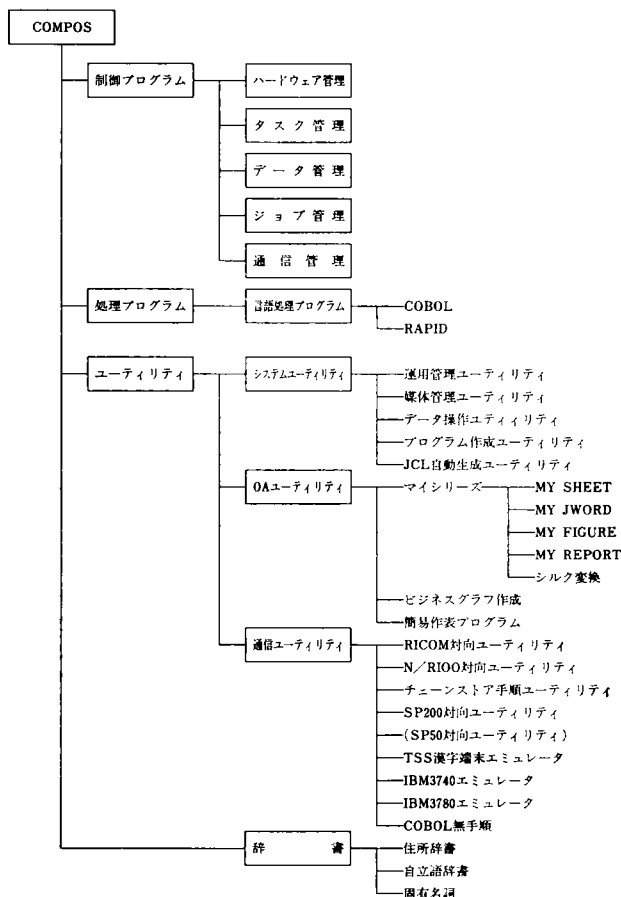 COMPOS
制御プログラム
ハードウェア管理
タスク管理
データ管理
ジョブ管理
通信管理
処理プログラム
言語処理プログラム
COBOL
RAPID
ユーティリティ
システムユーティリティ
運用管理ユーティリティ
媒体管理ユーティリティ
データ操作ユティィリティ
プログラム作成ユーティリティ
JCL自動生成ユーティリティ
OAユーティリティ
マイシリーズ
MY SHEET
MY JWORD
MY FIGURE
MY REPORT
シルク変換
ビジネスグラフ作成
簡易作表プログラム
通信ユーティリティ
RICOM対向ユーティリティ
N/RIOO対向ユーティリティ
チェーンストア手順ユーティリティ
SP200対向ユーティリティ
(SP50対向ユーティリティ)
TSS漢字端末エミュレータ
IBM3740エミュレータ
IBM3780エミュレータ
COBOL無手順
辞書
住所辞書
自立語辞書
固有名詞